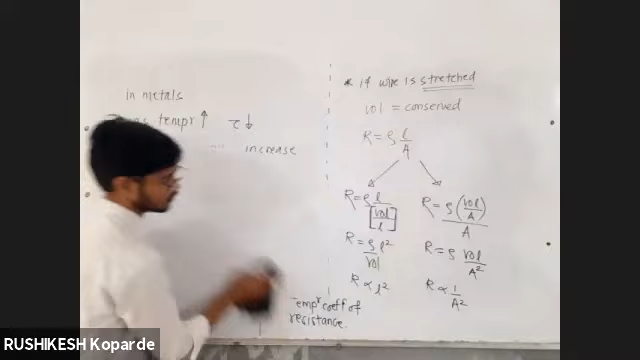 in metals
tempr ↑ τ ↓
increase
* if wire is stretched
vol = conserved
R = ρ l/A
R = ρ l/[vol/l]
R = ρ l²/vol
R ∝ l²
R = ρ (vol/A)/A
R = ρ vol/A²
R ∝ 1/A²
Temp^r coeff of
resistance.
RUSHIKESH Koparde